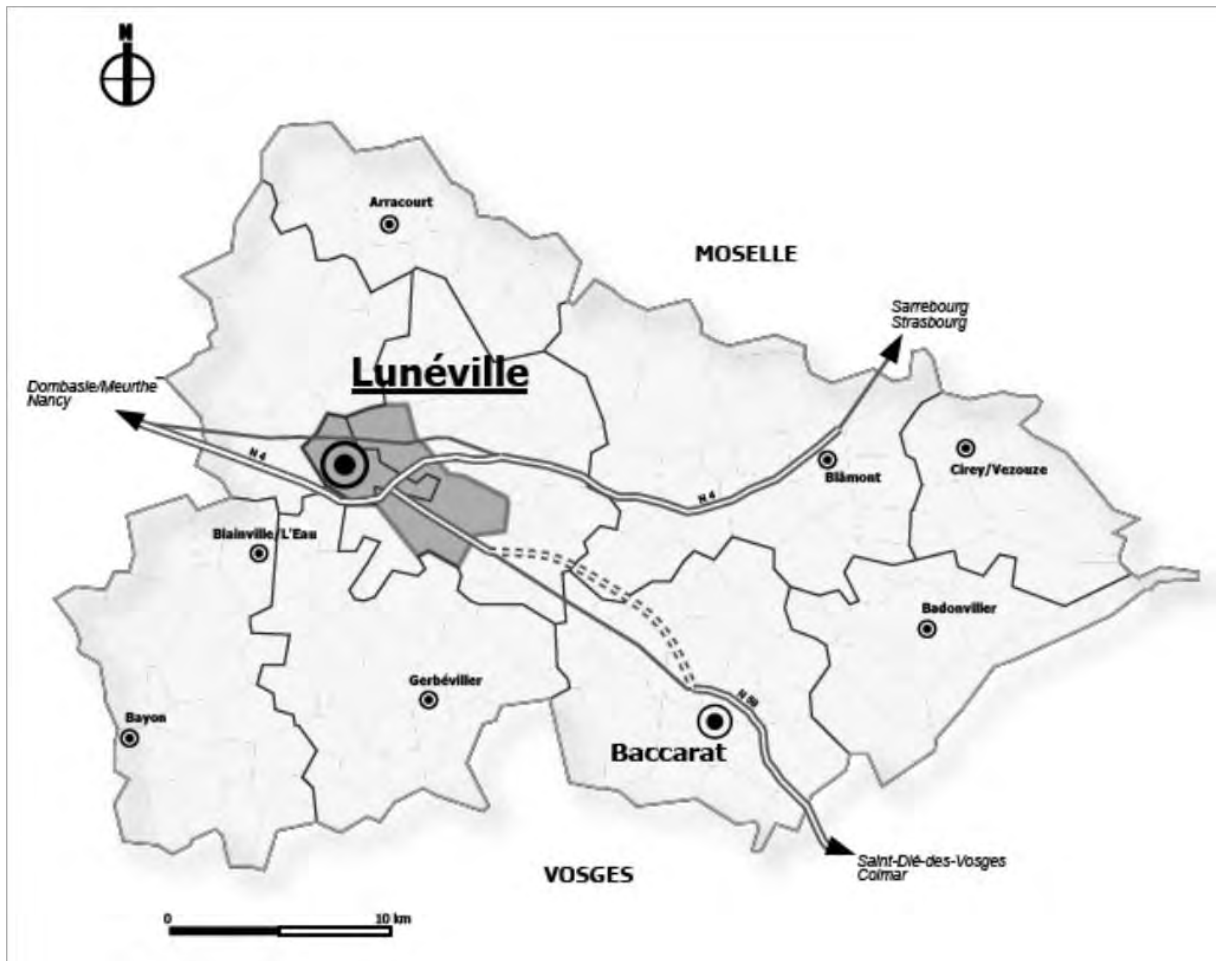 N
Arracourt
MOSELLE
Sarrebourg
Strasbourg
Lunéville
Dombasle/Meurthe
Nancy
N 4
Blâmont
Cirey/Vezouze
N 4
Blainville/L'Eau
Badonviller
Gerbéviller
N 59
Bayon
Baccarat
Saint-Dié-des-Vosges
Colmar
VOSGES
0
10 km